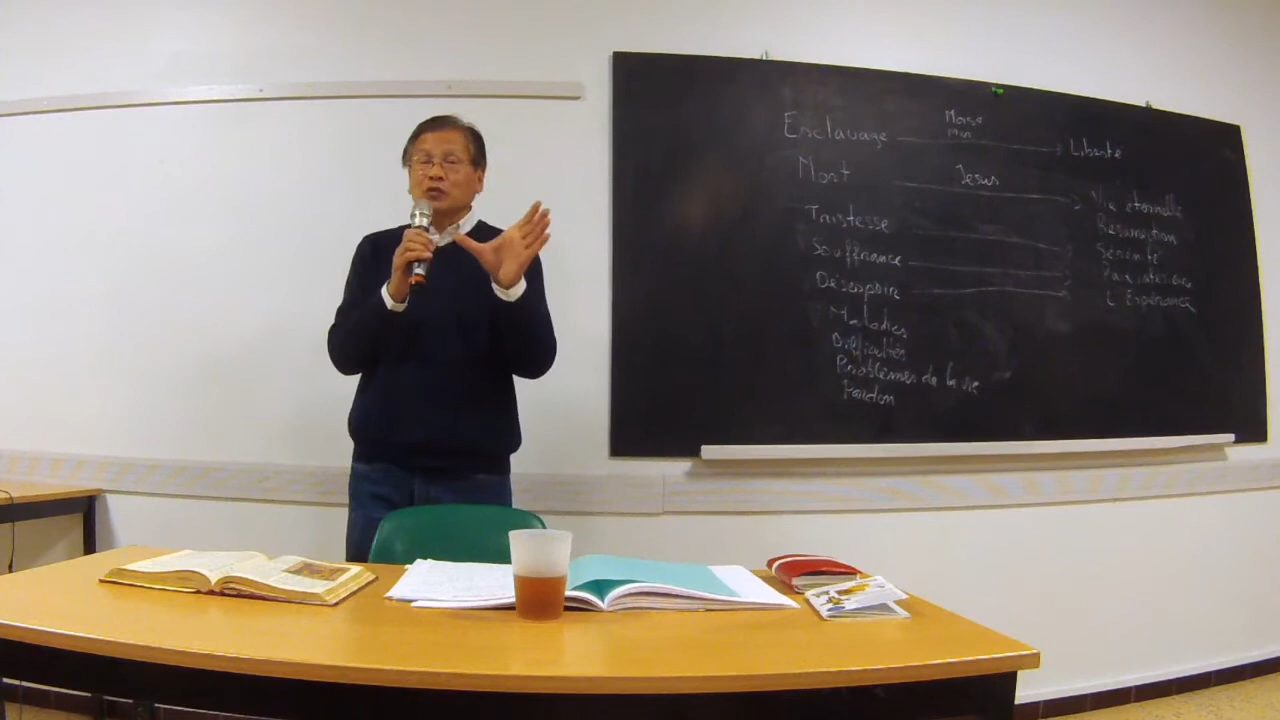 Esclavage Moïse Liberté
Mort Jesus Vie éternelle
Tristesse Résurrection
Souffrance Sérénité
Désespoire Paix intérieure
L'Espérance
Maladies
Difficultés
Problèmes de la vie
Pardon